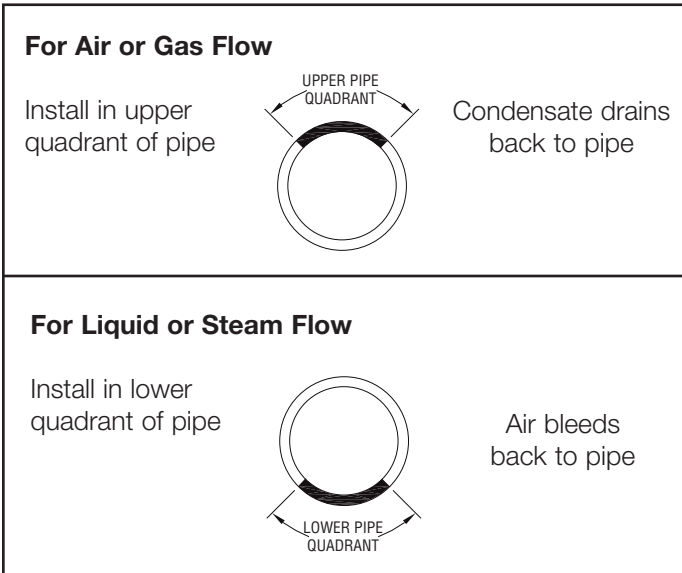 For Air or Gas Flow
Install in upper
quadrant of pipe
UPPER PIPE
QUADRANT
Condensate drains
back to pipe
For Liquid or Steam Flow
Install in lower
quadrant of pipe
LOWER PIPE
QUADRANT
Air bleeds
back to pipe